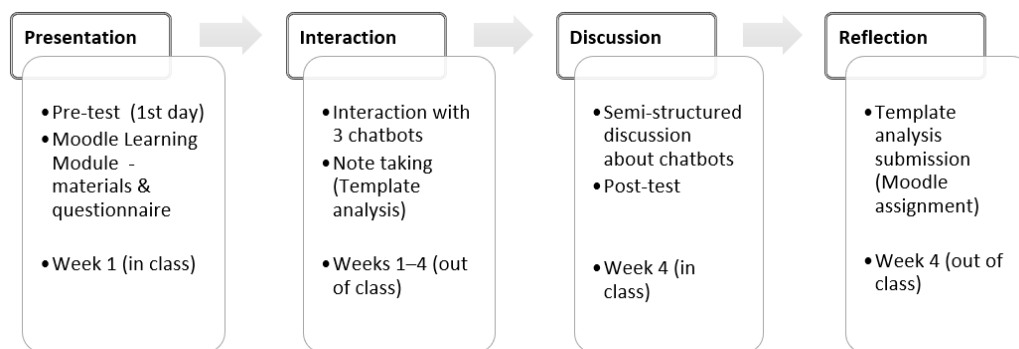 Presentation
• Pre-test (1st day)
• Moodle Learning
Module -
materials &
questionnaire
• Week 1 (in class)
Interaction
• Interaction with
3 chatbots
• Note taking
(Template
analysis)
• Weeks 1–4 (out
of class)
Discussion
• Semi-structured
discussion
about chatbots
• Post-test
• Week 4 (in
class)
Reflection
• Template
analysis
submission
(Moodle
assignment)
• Week 4 (out of
class)